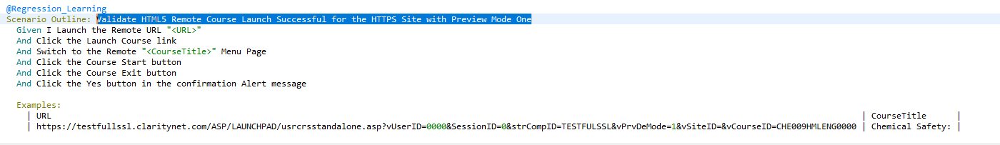 @Regression_Learning
Scenario Outline: Validate HTML5 Remote Course Launch Successful for the HTTPS Site with Preview Mode One
Given I Launch the Remote URL "<URL>"
And Click the Launch Course link
And Switch to the Remote "<CourseTitle>" Menu Page
And Click the Course Start button
And Click the Course Exit button
And Click the Yes button in the confirmation Alert message
Examples:
| URL | CourseTitle |
| https://testfullssl.claritynet.com/ASP/LAUNCHPAD/usrcrsstandalone.asp?vUserID=0000&SessionID=0&strCompID=TESTFULSSL&vPrvDeMode=1&vSiteID=&vCourseID=CHE009HMLENG0000 | Chemical Safety: |